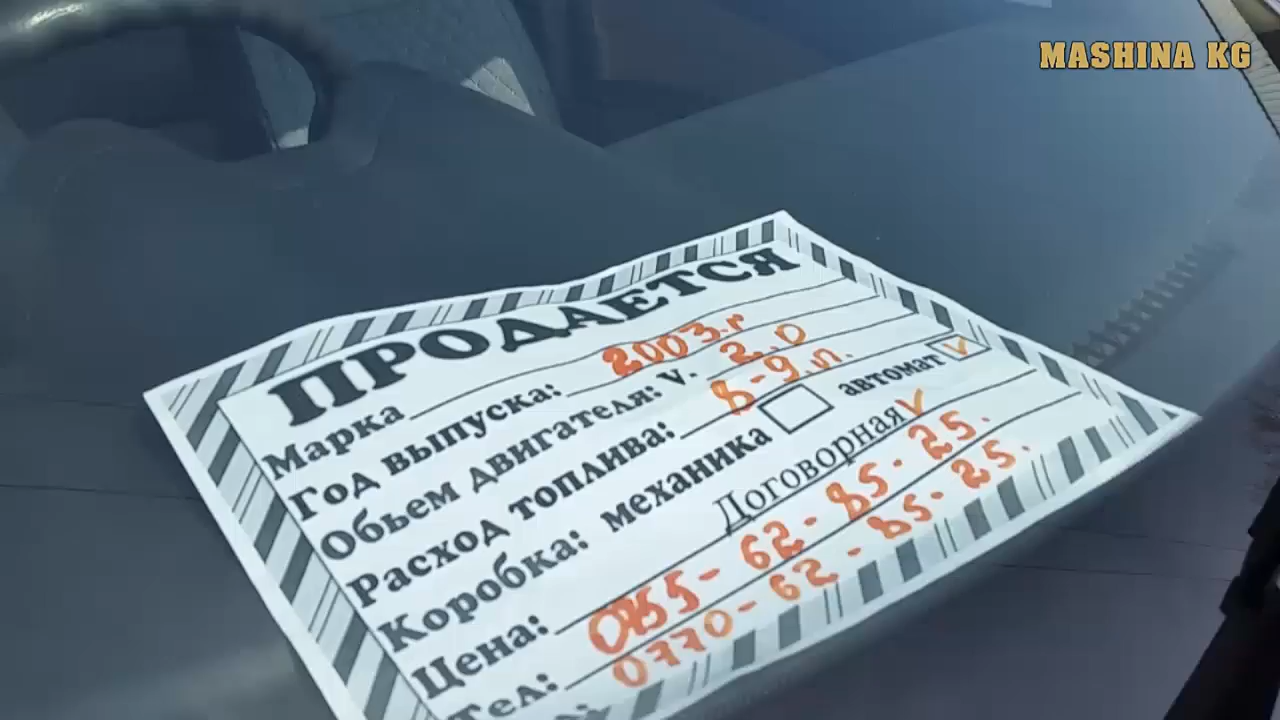 MASHINA KG
ПРОДАЕТСЯ
Марка
Год выпуска: 2003.г
Обьем двигателя: V. 2.0
Расход топлива: 8-9.л.
Коробка: механика автомат V
Цена: Договорная V
Тел: 0755-62-85-25.
0770-62-85-25.